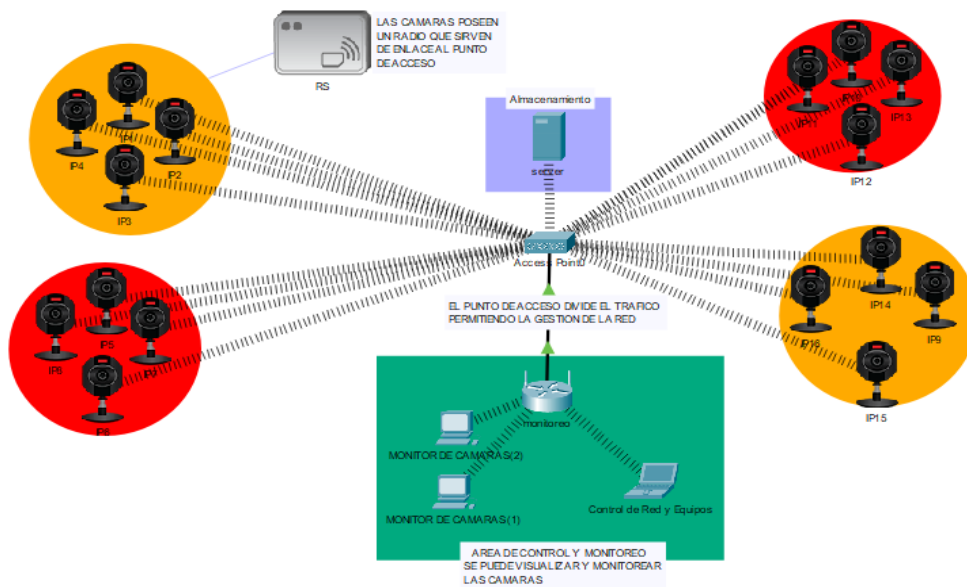 LAS CAMARAS POSEEN
UN RADIO QUE SIRVEN
DE ENLACE AL PUNTO
DE ACCESO
RS
Almacenamiento
server
IP4
IP2
IP3
IP11
IP13
IP12
Access Point0
EL PUNTO DE ACCESO DIVIDE EL TRAFICO
PERMITIENDO LA GESTION DE LA RED
IP5
IP6
IP14
IP16
IP9
IP15
monitoreo
MONITOR DE CAMARAS(2)
MONITOR DE CAMARAS(1)
Control de Red y Equipos
AREA DE CONTROL Y MONITOREO
SE PUEDE VISUALIZAR Y MONITOREAR
LAS CAMARAS